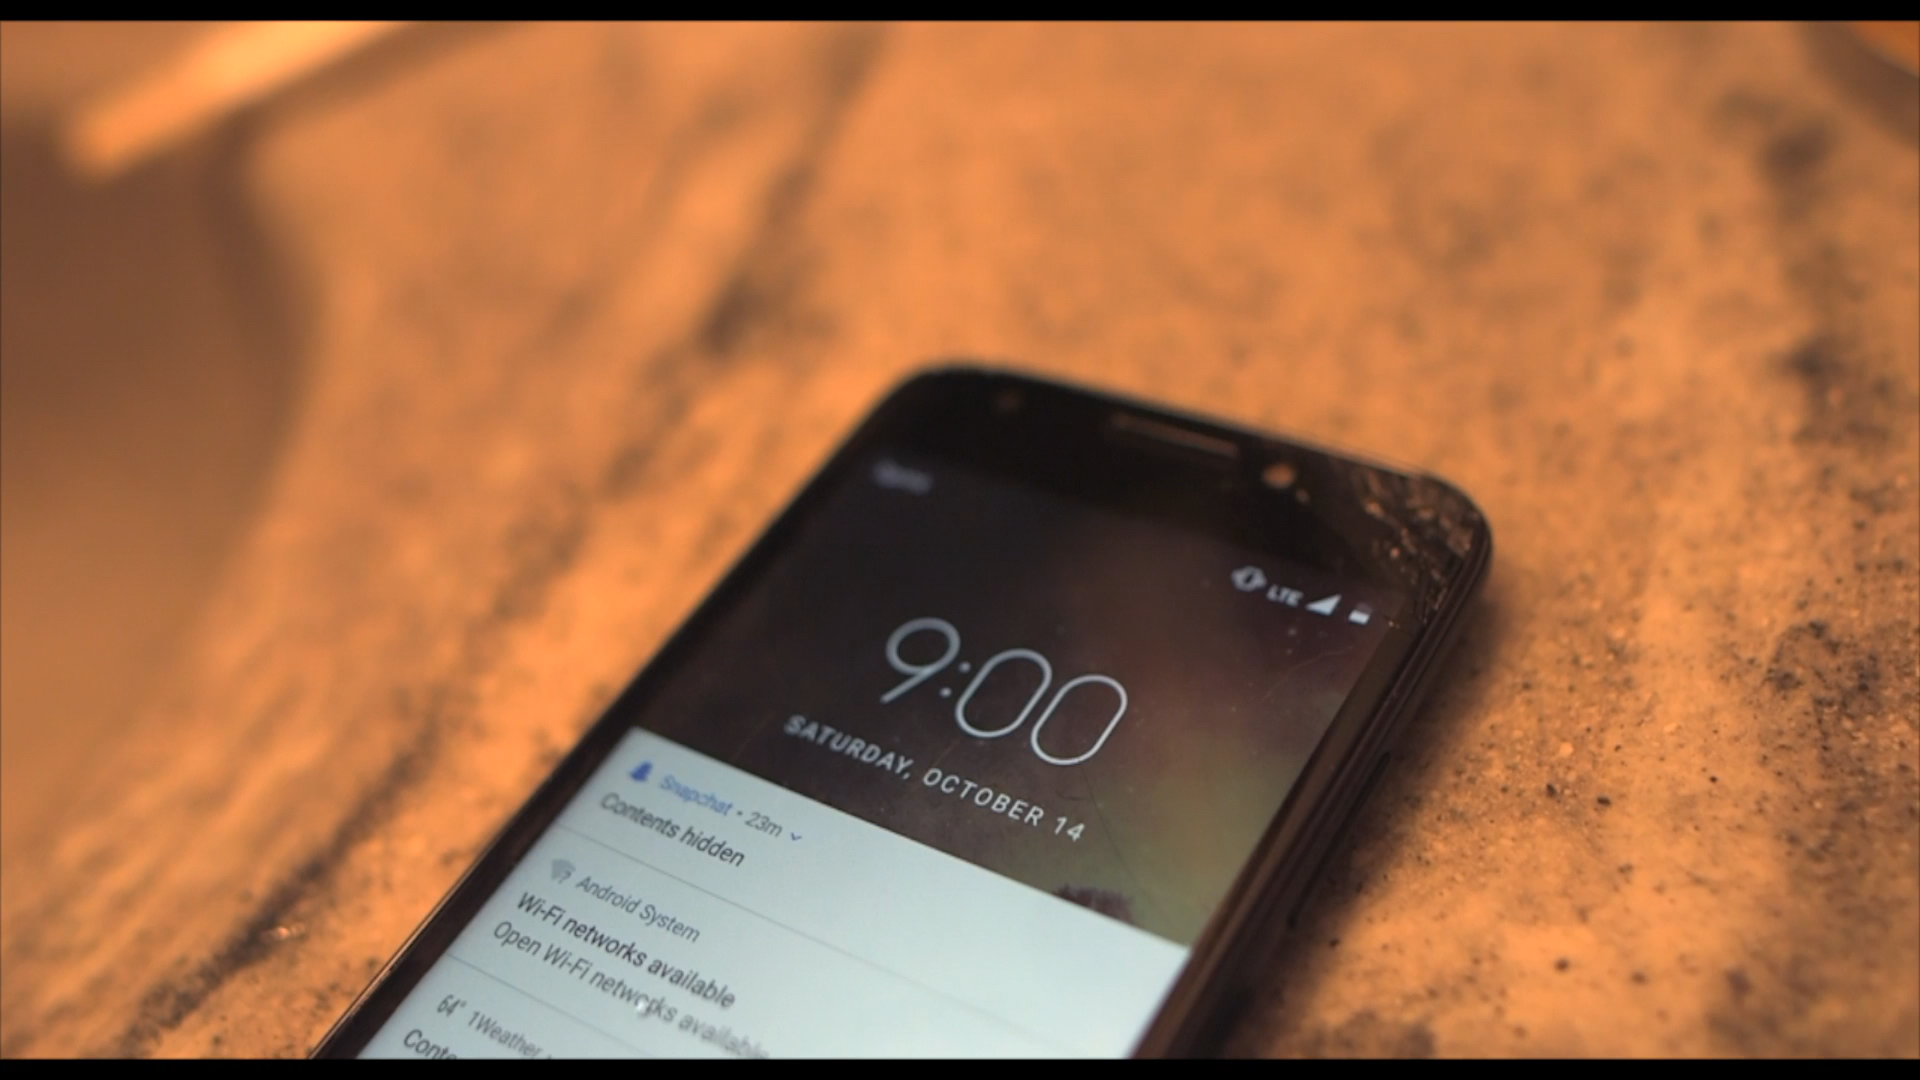 LTE
9:00
SATURDAY, OCTOBER 14
Snapchat • 23m
Contents hidden
Android System
Wi-Fi networks available
Open Wi-Fi networks available
64° 1Weather
Conte